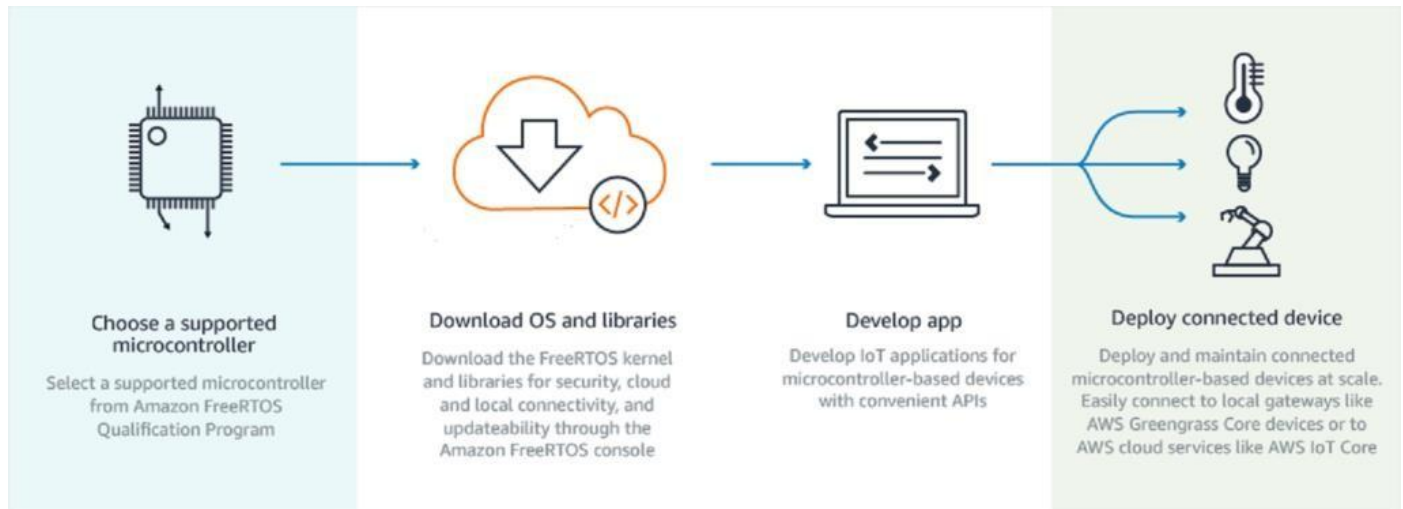 Choose a supported
microcontroller
Select a supported microcontroller
from Amazon FreeRTOS
Qualification Program
</>
Download OS and libraries
Download the FreeRTOS kernel
and libraries for security, cloud
and local connectivity, and
updateability through the
Amazon FreeRTOS console
Develop app
Develop IoT applications for
microcontroller-based devices
with convenient APIs
Deploy connected device
Deploy and maintain connected
microcontroller-based devices at scale.
Easily connect to local gateways like
AWS Greengrass Core devices or to
AWS cloud services like AWS IoT Core